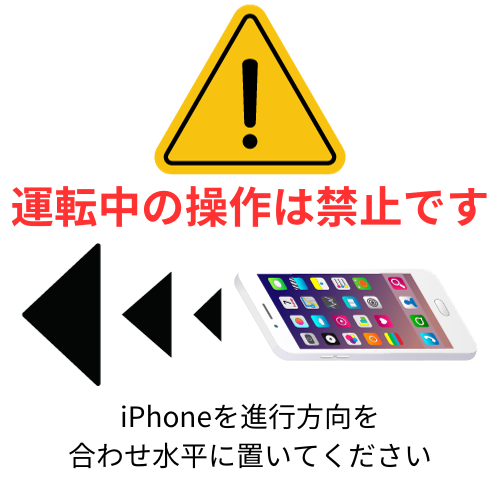 運転中の操作は禁止です
iPhoneを進行方向を
合わせ水平に置いてください